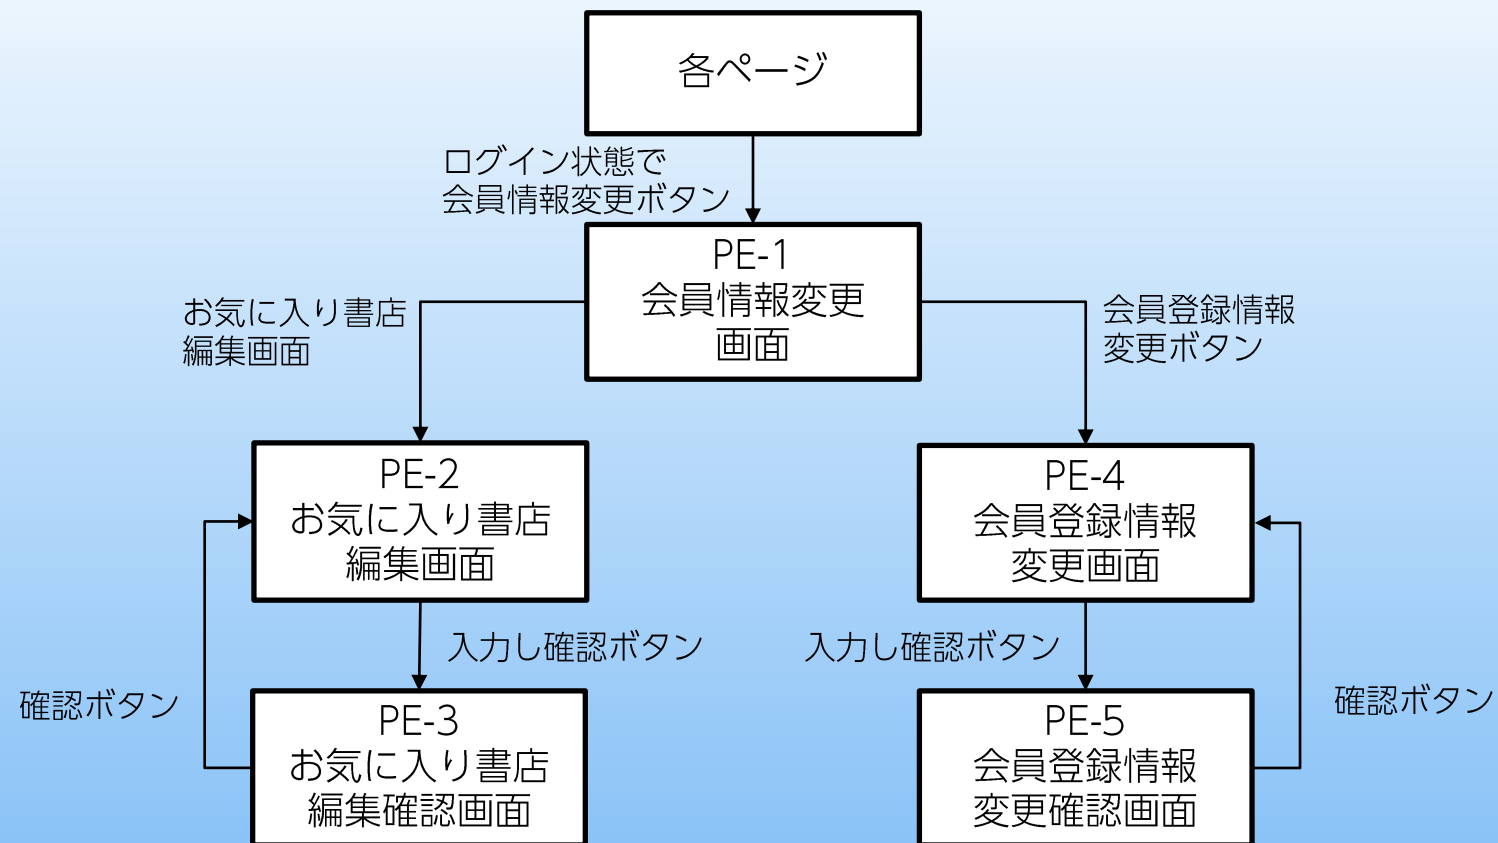 各ページ
ログイン状態で
会員情報変更ボタン
PE-1
会員情報変更
画面
お気に入り書店
編集画面
会員登録情報
変更ボタン
PE-2
お気に入り書店
編集画面
PE-4
会員登録情報
変更画面
入力し確認ボタン
入力し確認ボタン
確認ボタン
確認ボタン
PE-3
お気に入り書店
編集確認画面
PE-5
会員登録情報
変更確認画面